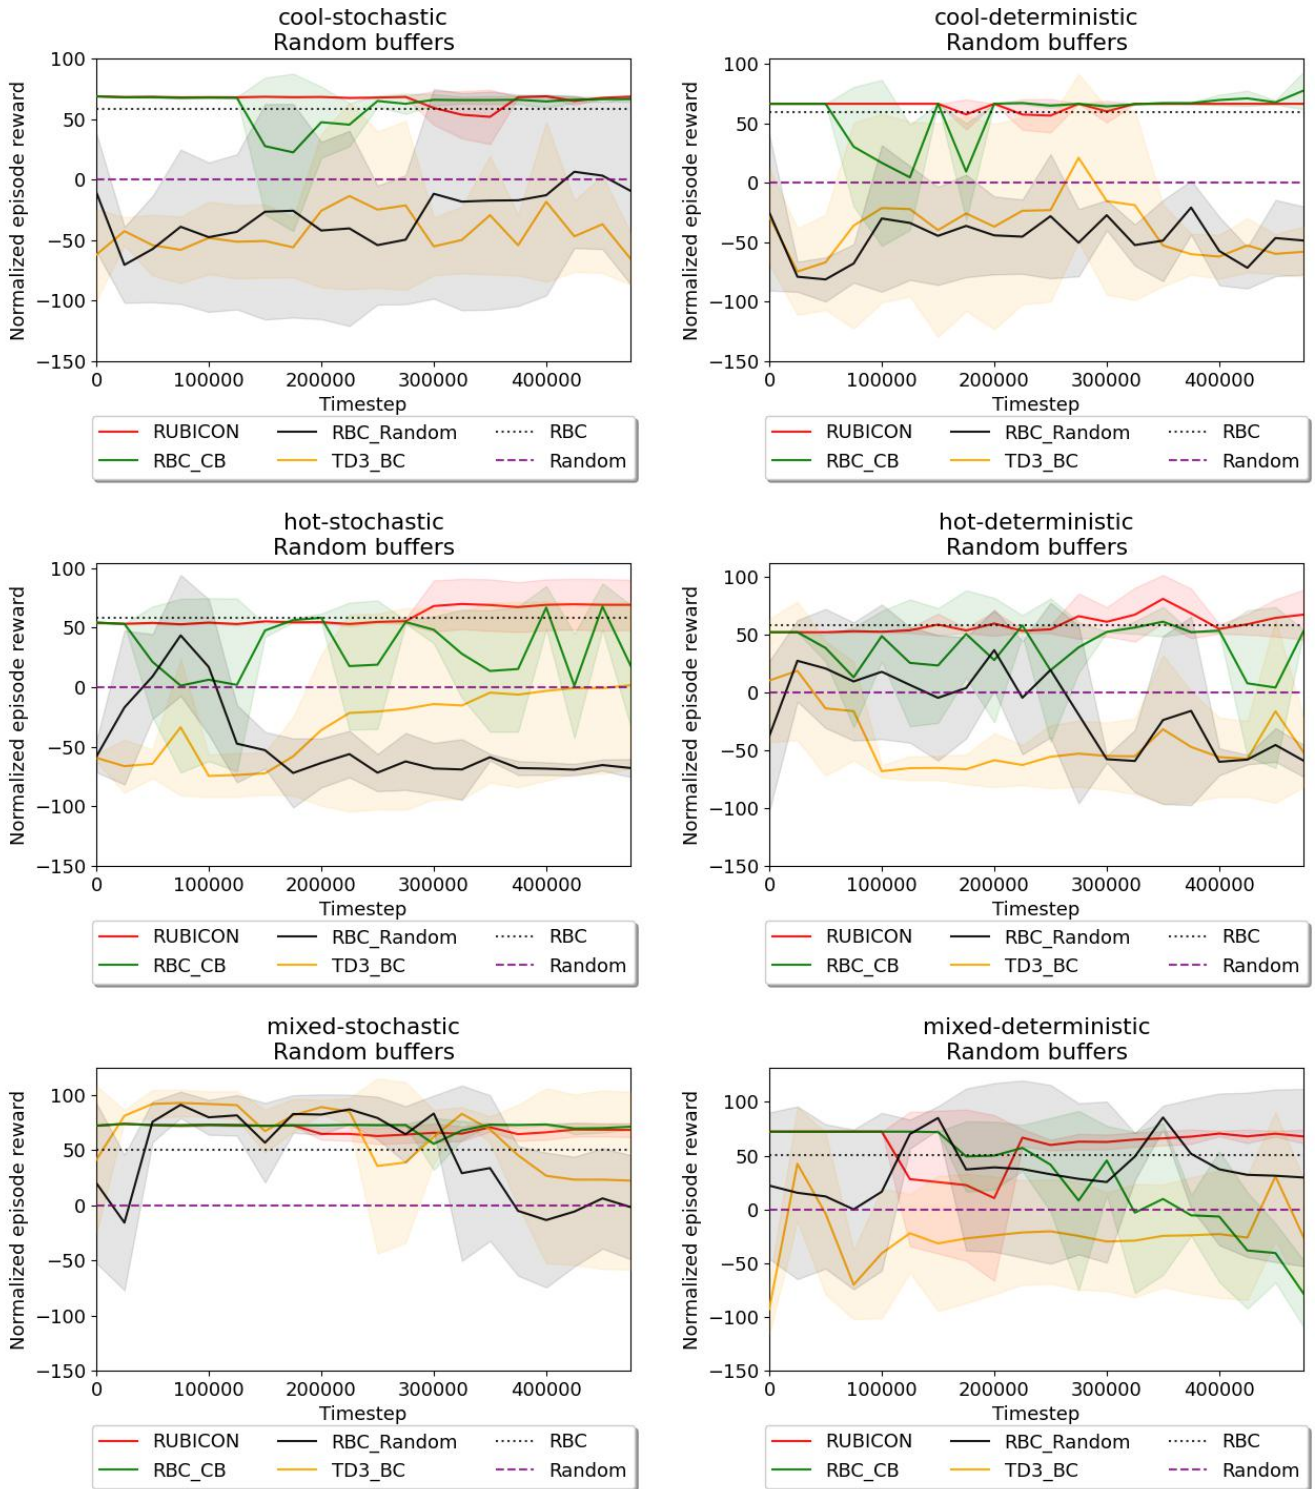 cool-stochastic
Random buffers
Normalized episode reward
100
50
0
−50
−100
−150
0 100000 200000 300000 400000
Timestep
RUBICON RBC_Random RBC
RBC_CB TD3_BC Random
cool-deterministic
Random buffers
Normalized episode reward
100
50
0
−50
−100
−150
0 100000 200000 300000 400000
Timestep
RUBICON RBC_Random RBC
RBC_CB TD3_BC Random
hot-stochastic
Random buffers
Normalized episode reward
100
50
0
−50
−100
−150
0 100000 200000 300000 400000
Timestep
RUBICON RBC_Random RBC
RBC_CB TD3_BC Random
hot-deterministic
Random buffers
Normalized episode reward
100
50
0
−50
−100
−150
0 100000 200000 300000 400000
Timestep
RUBICON RBC_Random RBC
RBC_CB TD3_BC Random
mixed-stochastic
Random buffers
Normalized episode reward
100
50
0
−50
−100
−150
0 100000 200000 300000 400000
Timestep
RUBICON RBC_Random RBC
RBC_CB TD3_BC Random
mixed-deterministic
Random buffers
Normalized episode reward
100
50
0
−50
−100
−150
0 100000 200000 300000 400000
Timestep
RUBICON RBC_Random RBC
RBC_CB TD3_BC Random